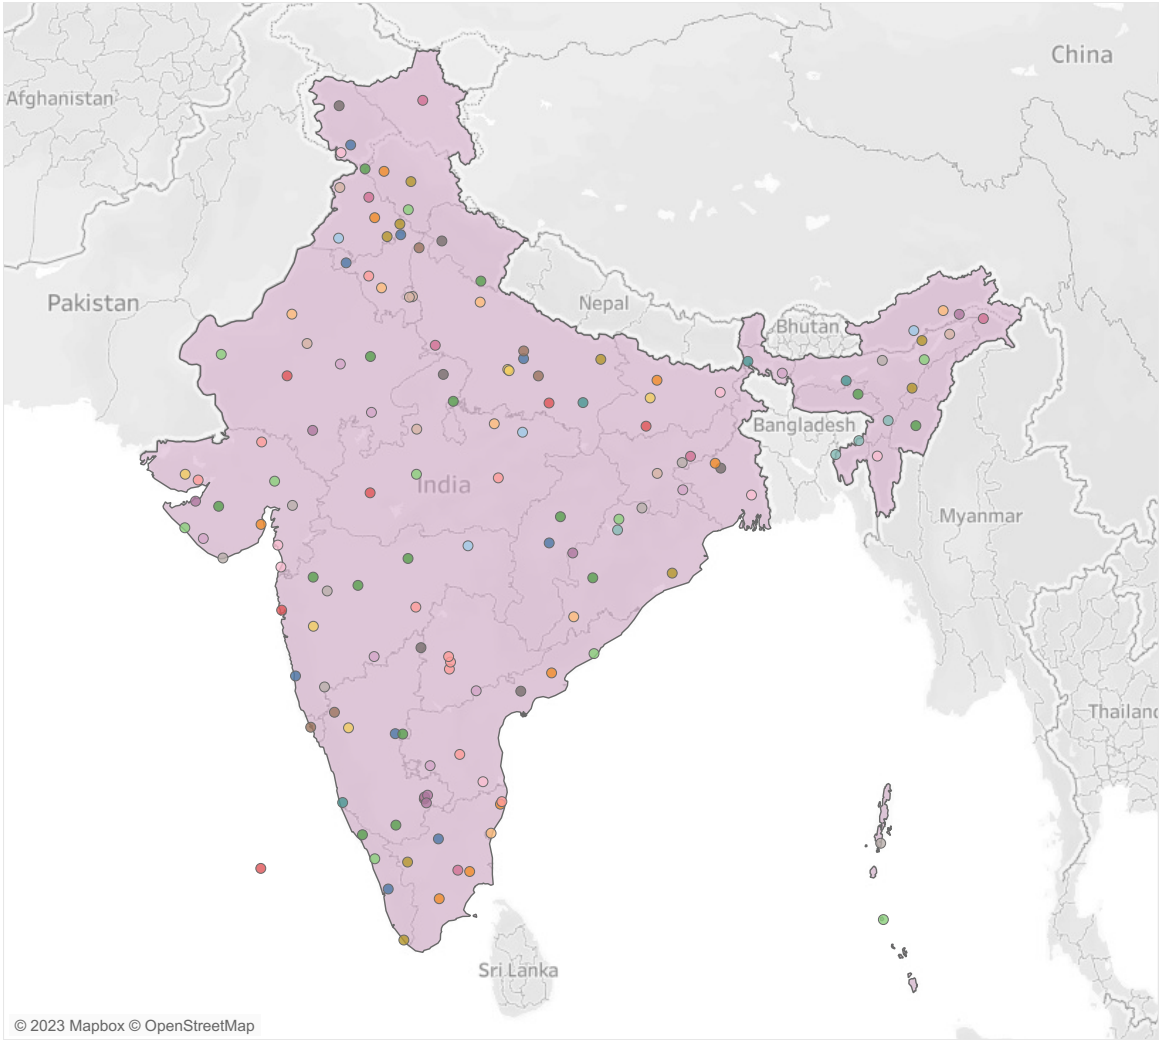 China
Afghanistan
Pakistan
Nepal
Bhutan
Bangladesh
India
Myanmar
Thailand
Sri Lanka
© 2023 Mapbox © OpenStreetMap